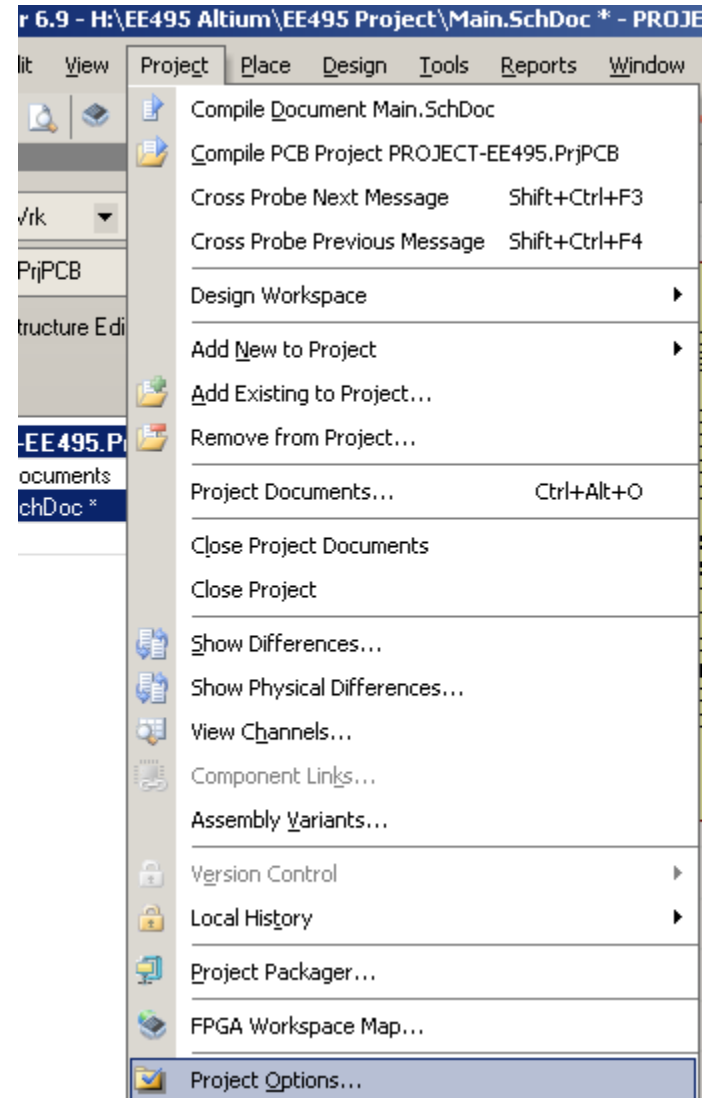 r 6.9 - H:\EE495 Altium\EE495 Project\Main.SchDoc * - PROJE
lit View Project Place Design Tools Reports Window
Compile Document Main.SchDoc
Compile PCB Project PROJECT-EE495.PrjPCB
Cross Probe Next Message Shift+Ctrl+F3
Vrk
Cross Probe Previous Message Shift+Ctrl+F4
PrjPCB
Design Workspace
tructure Edi
Add New to Project
Add Existing to Project...
-EE495.Pr
Remove from Project...
ocuments
Project Documents... Ctrl+Alt+O
chDoc *
Close Project Documents
Close Project
Show Differences...
Show Physical Differences...
View Channels...
Component Links...
Assembly Variants...
Version Control
Local History
Project Packager...
FPGA Workspace Map...
Project Options...